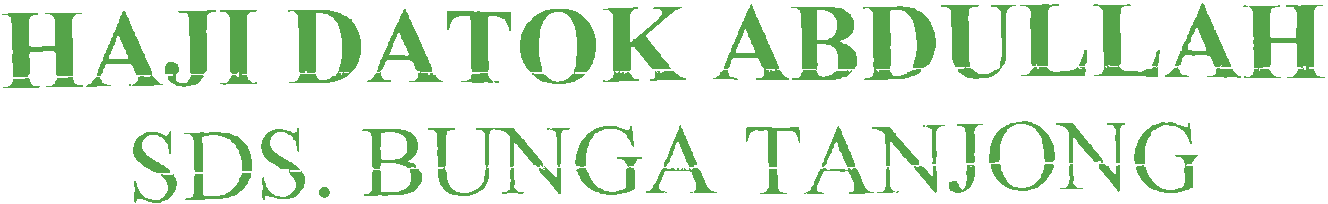 HAJI DATOK ABDULLAH
SDS. BUNGA TANJONG